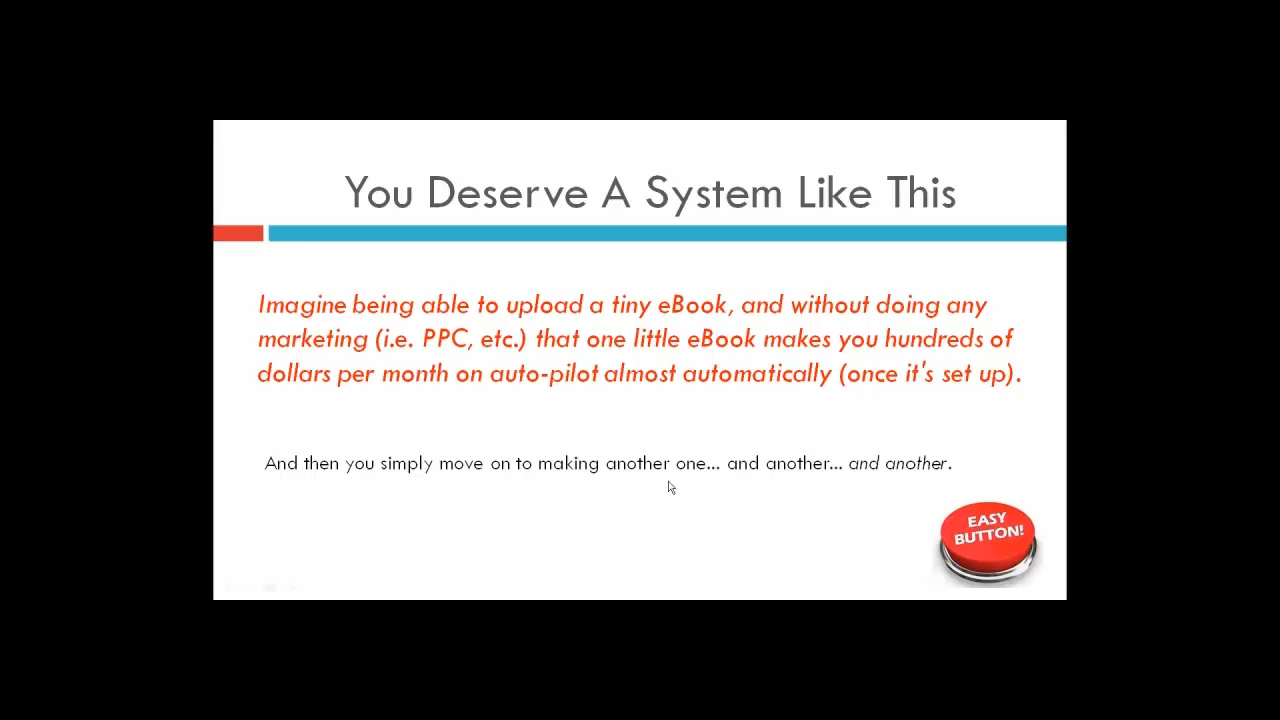 You Deserve A System Like This
Imagine being able to upload a tiny eBook, and without doing any
marketing (i.e. PPC, etc.) that one little eBook makes you hundreds of
dollars per month on auto-pilot almost automatically (once it's set up).
And then you simply move on to making another one... and another... and another.
EASY
BUTTON!